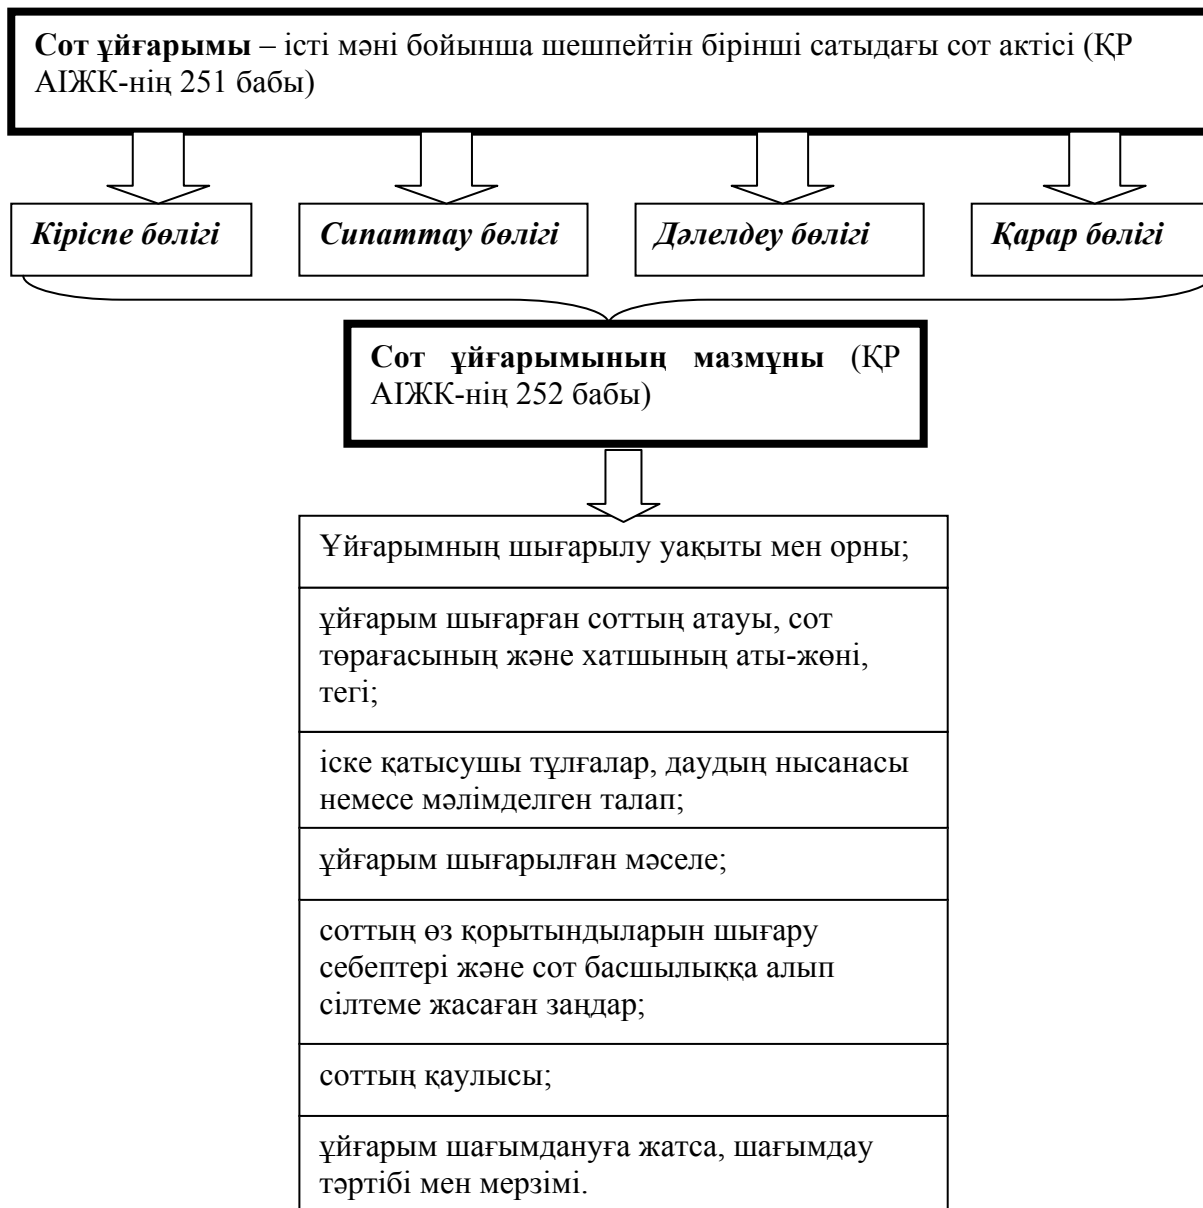 Сот ұйғарымы – істі мәні бойынша шешпейтін бірінші сатыдағы сот актісі (ҚР
АІЖК-нің 251 бабы)
Кіріспе бөлігі
Сипаттау бөлігі
Дәлелдеу бөлігі
Қарар бөлігі
Сот ұйғарымының мазмұны (ҚР
АІЖК-нің 252 бабы)
Ұйғарымның шығарылу уақыты мен орны;
ұйғарым шығарған соттың атауы, сот
төрағасының және хатшының аты-жөні,
тегі;
іске қатысушы тұлғалар, даудың нысанасы
немесе мәлімделген талап;
ұйғарым шығарылған мәселе;
соттың өз қорытындыларын шығару
себептері және сот басшылыққа алып
сілтеме жасаған заңдар;
соттың қаулысы;
ұйғарым шағымдануға жатса, шағымдау
тәртібі мен мерзімі.